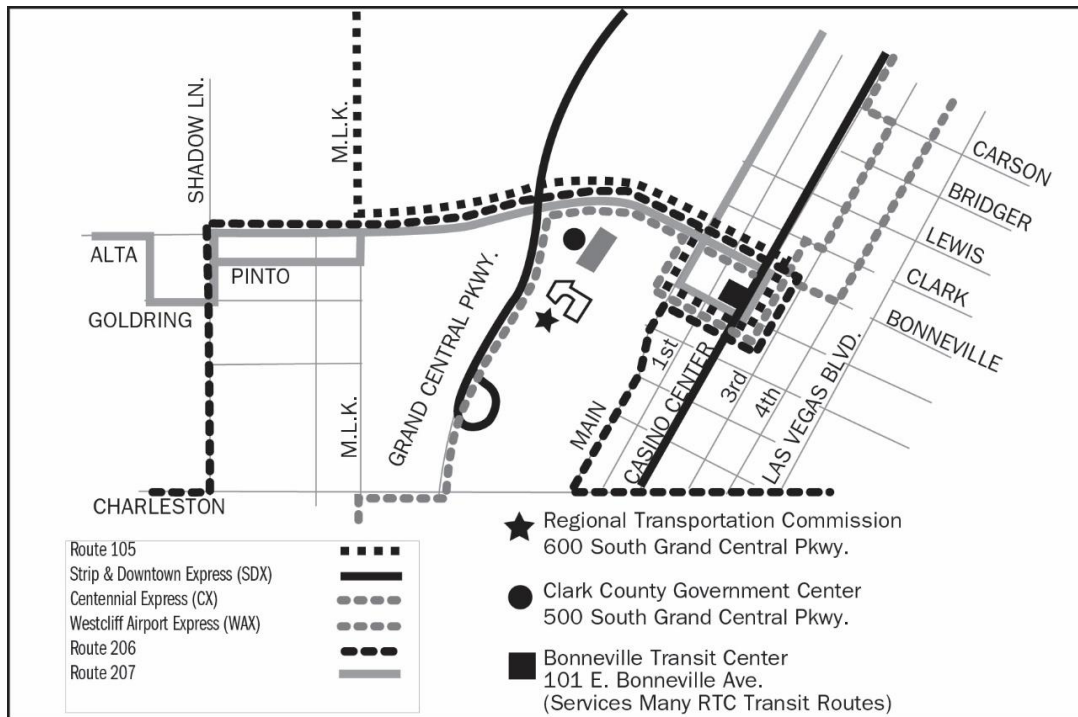 SHADOW LN.
M.L.K.
CARSON
BRIDGER
LEWIS
CLARK
BONNEVILLE
ALTA
PINTO
GOLDRING
GRAND CENTRAL PKWY.
M.L.K.
MAIN
1st
CASINO CENTER
3rd
4th
LAS VEGAS BLVD.
CHARLESTON
Route 105
Strip & Downtown Express (SDX)
Centennial Express (CX)
Westcliff Airport Express (WAX)
Route 206
Route 207
Regional Transportation Commission
600 South Grand Central Pkwy.
Clark County Government Center
500 South Grand Central Pkwy.
Bonneville Transit Center
101 E. Bonneville Ave.
(Services Many RTC Transit Routes)